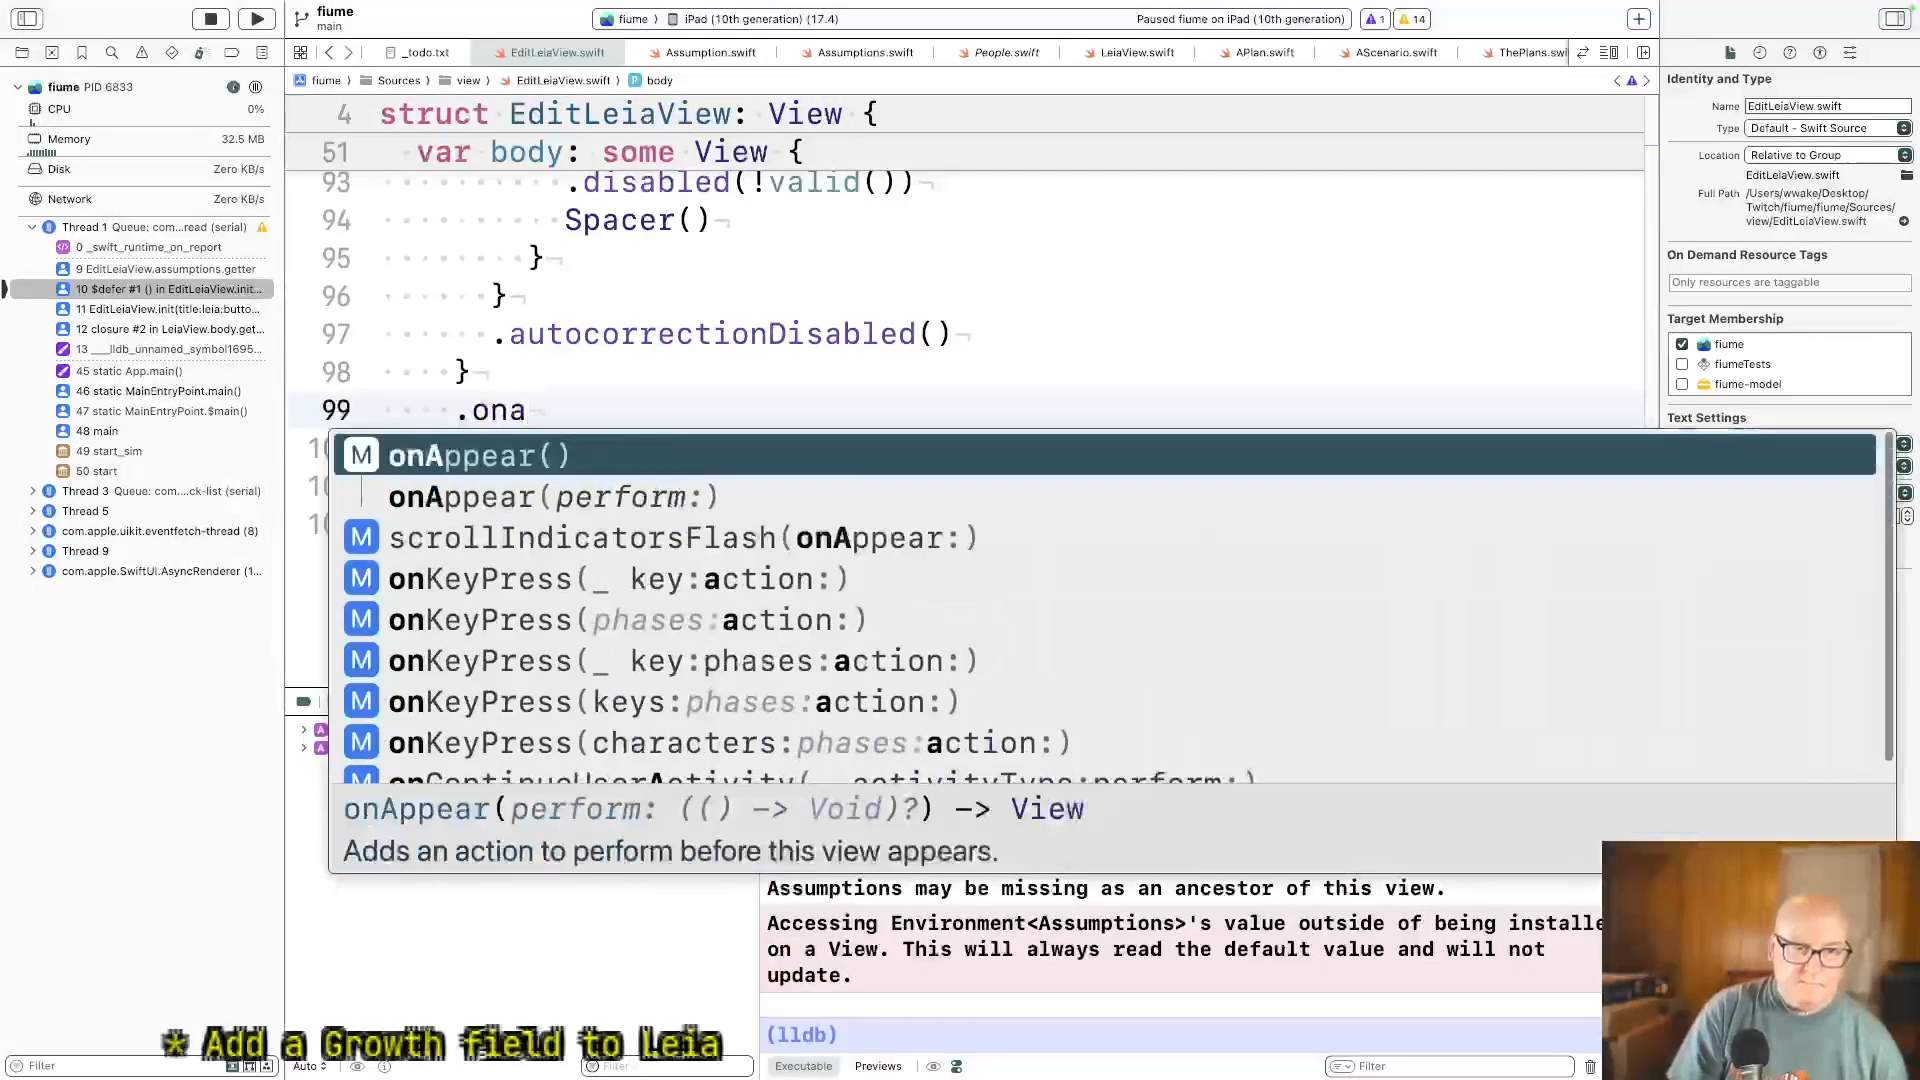 fiume
main
fiume
iPad (10th generation) (17.4)
Paused fiume on iPad (10th generation)
1
14
_todo.txt
EditLeiaView.swift
Assumption.swift
Assumptions.swift
People.swift
LeiaView.swift
APlan.swift
AScenario.swift
ThePlans.swi
fiume
Sources
view
EditLeiaView.swift
body
fiume PID 6833
CPU
0%
Memory
32.5 MB
Disk
Zero KB/s
Network
Zero KB/s
Thread 1 Queue: com...read (serial)
0 _swift_runtime_on_report
9 EditLeiaView.assumptions.getter
10 $defer #1 () in EditLeiaView.init...
11 EditLeiaView.init(title:leia:butto...
12 closure #2 in LeiaView.body.get...
13 ___lldb_unnamed_symbol1695...
45 static App.main()
46 static MainEntryPoint.main()
47 static MainEntryPoint.$main()
48 main
49 start_sim
50 start
Thread 3 Queue: com....ck-list (serial)
Thread 5
com.apple.uikit.eventfetch-thread (8)
Thread 9
com.apple.SwiftUI.AsyncRenderer (1...
4 struct EditLeiaView: View {
51 var body: some View {
93 .disabled(!valid())
94 Spacer()
95 }
96 }
97 .autocorrectionDisabled()
98 }
99 .ona
M onAppear()
onAppear(perform:)
M scrollIndicatorsFlash(onAppear:)
M onKeyPress(_ key:action:)
M onKeyPress(phases:action:)
M onKeyPress(_ key:phases:action:)
M onKeyPress(keys:phases:action:)
M onKeyPress(characters:phases:action:)
M onContinueUserActivity(_ activityType:perform:)
onAppear(perform: (() -> Void)?) -> View
Adds an action to perform before this view appears.
Assumptions may be missing as an ancestor of this view.
Accessing Environment<Assumptions>'s value outside of being installe
on a View. This will always read the default value and will not
update.
(lldb)
* Add a Growth field to Leia
Filter
Auto
Filter
Executable
Previews
Filter
Identity and Type
Name
EditLeiaView.swift
Type
Default - Swift Source
Location
Relative to Group
EditLeiaView.swift
Full Path
/Users/wwake/Desktop/
Twitch/fiume/fiume/Sources/
view/EditLeiaView.swift
On Demand Resource Tags
Only resources are taggable
Target Membership
fiume
fiumeTests
fiume-model
Text Settings